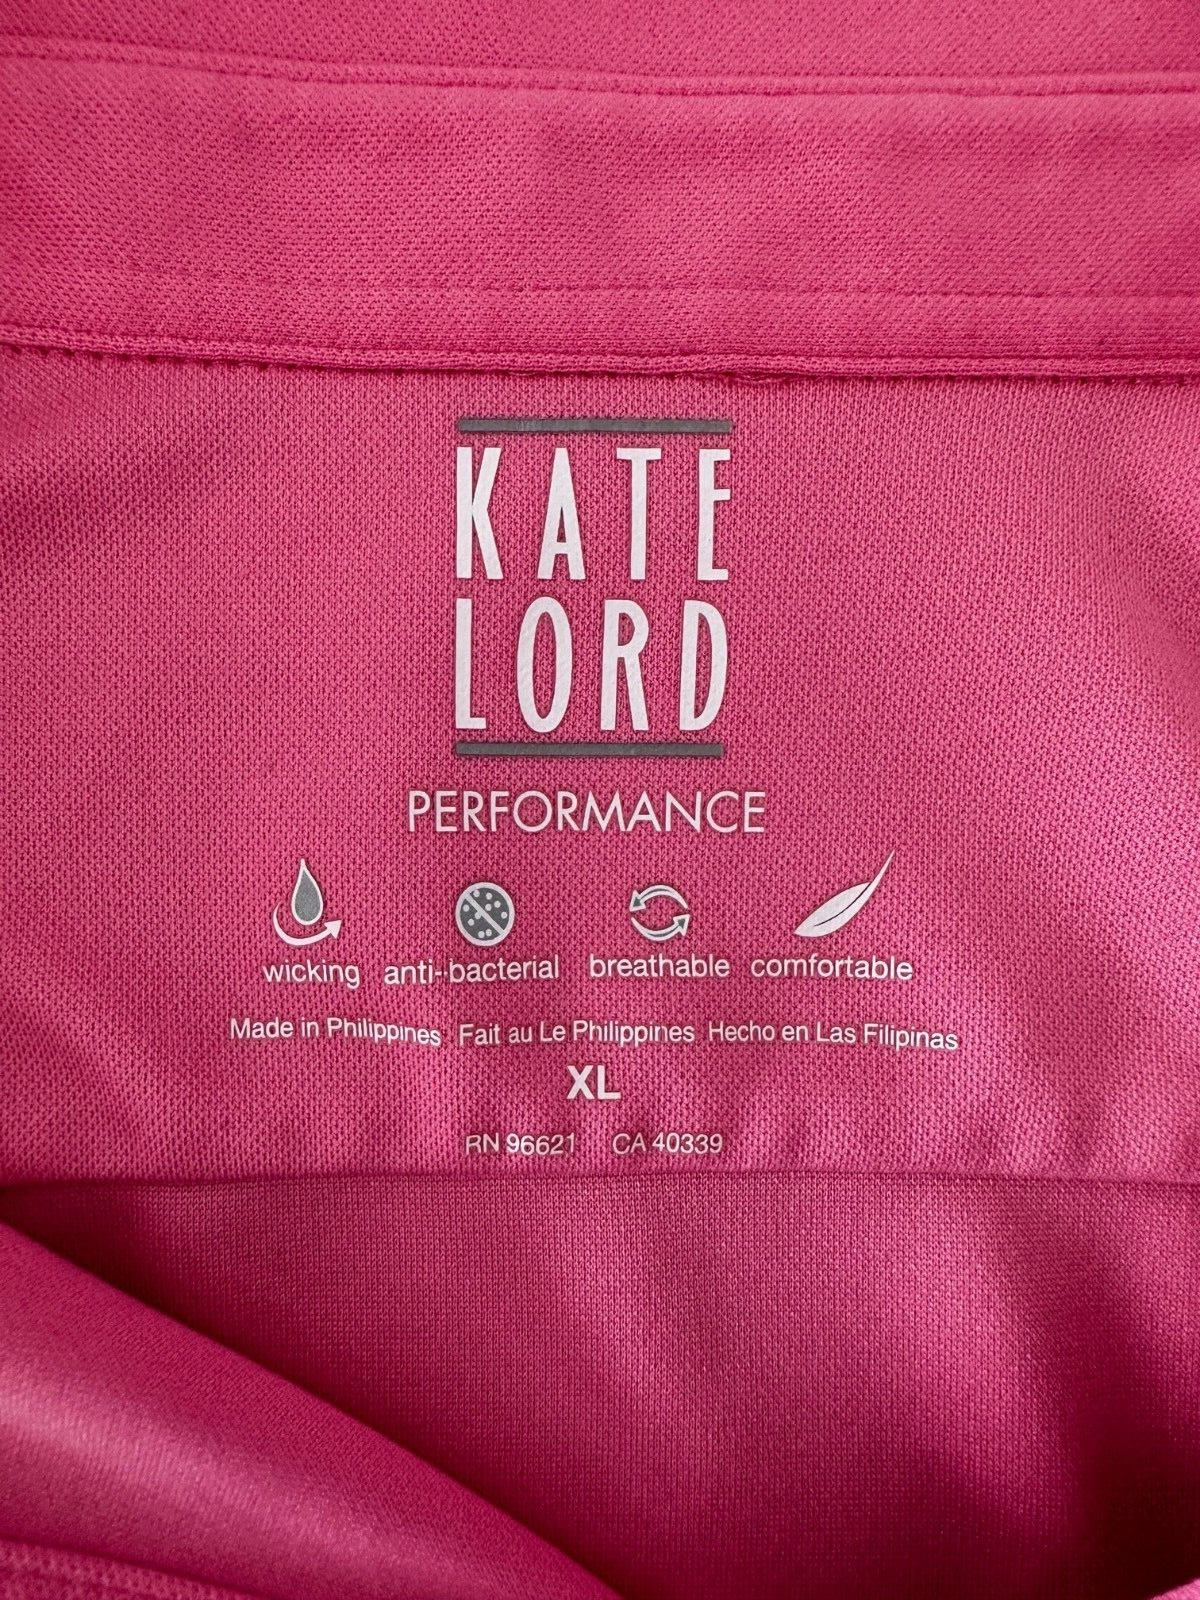 KATE
LORD
PERFORMANCE
wicking anti-bacterial breathable comfortable
Made in Philippines Fait au Le Philippines Hecho en Las Filipinas
XL
RN 96621 CA 40339